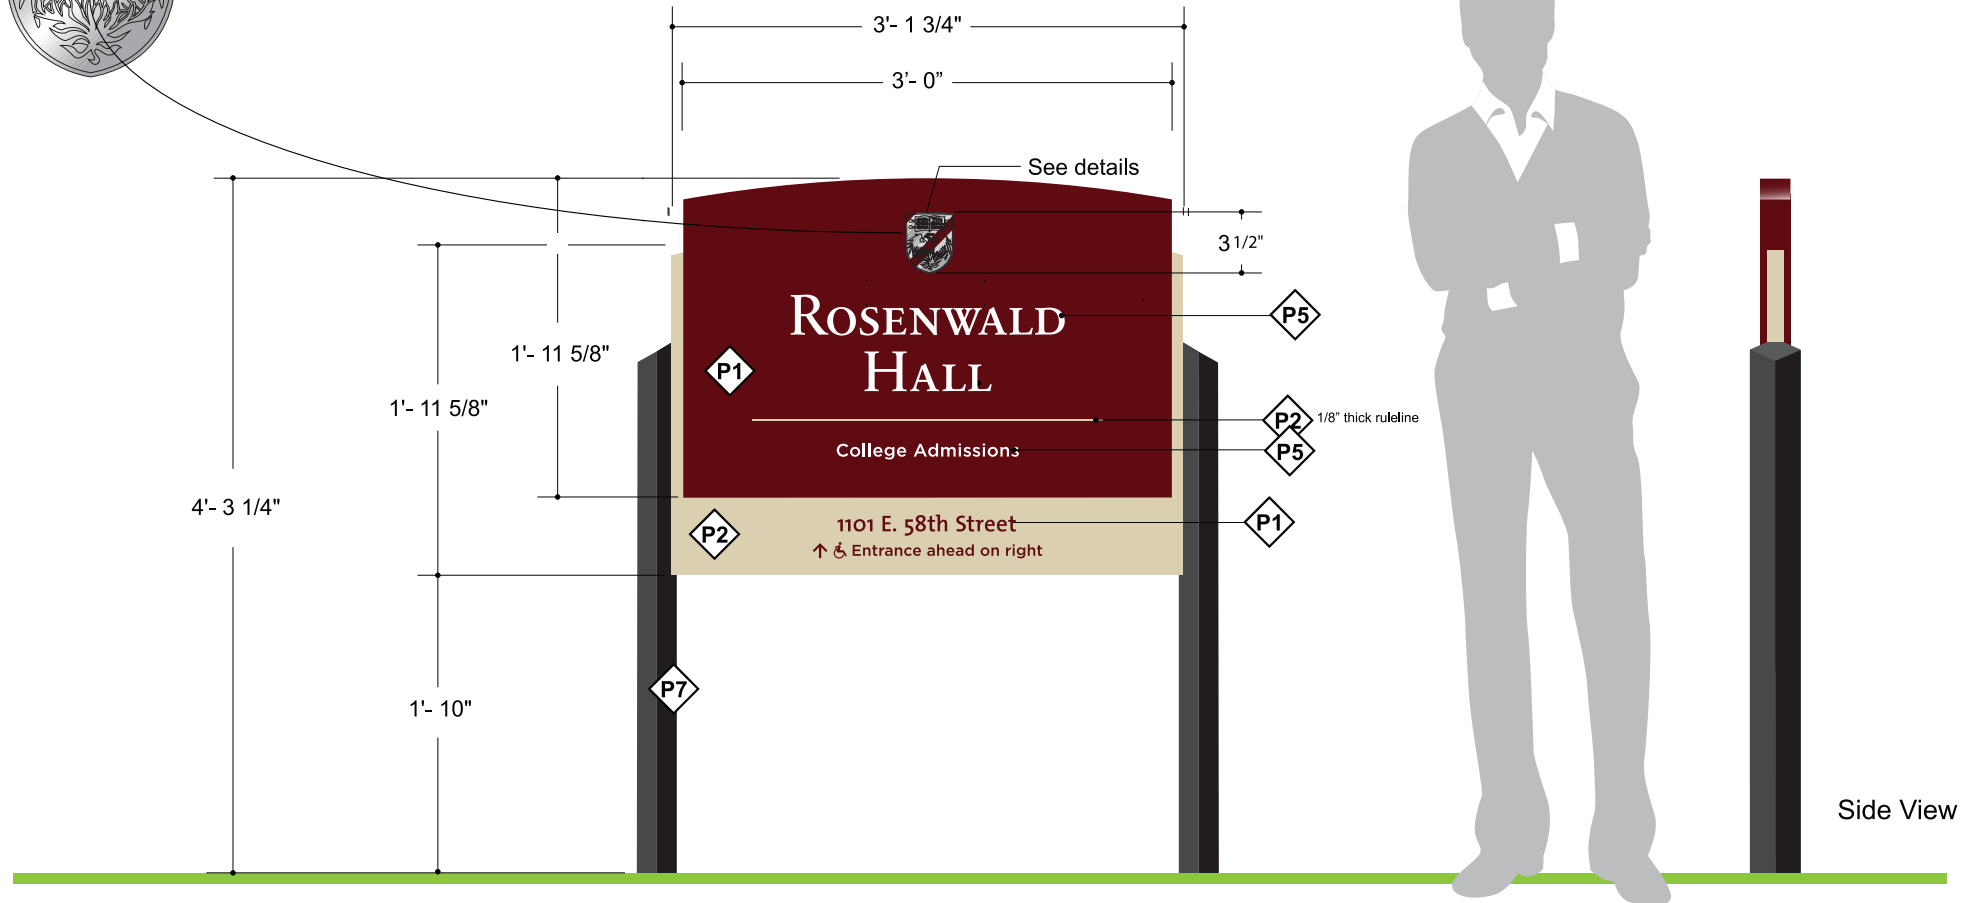 3'- 1 3/4"
3'- 0”
See details
3 1/2"
ROSENWALD
HALL
P5
1'- 11 5/8"
P1
1'- 11 5/8"
P2 1/8” thick ruleline
College Admissions
P5
4'- 3 1/4"
1101 E. 58th Street
P1
P2
Entrance ahead on right
P7
1'- 10"
Side View